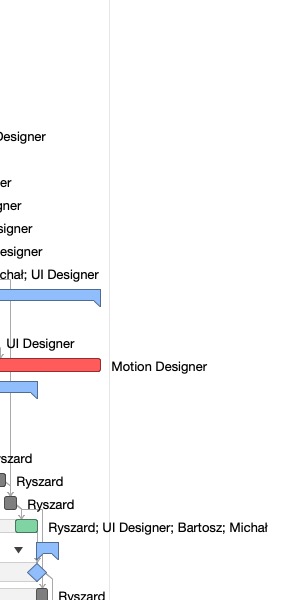 Designer
er
gner
signer
esigner
chał; UI Designer
UI Designer
Motion Designer
yszard
Ryszard
Ryszard
Ryszard; UI Designer; Bartosz; Michał
Ryszard